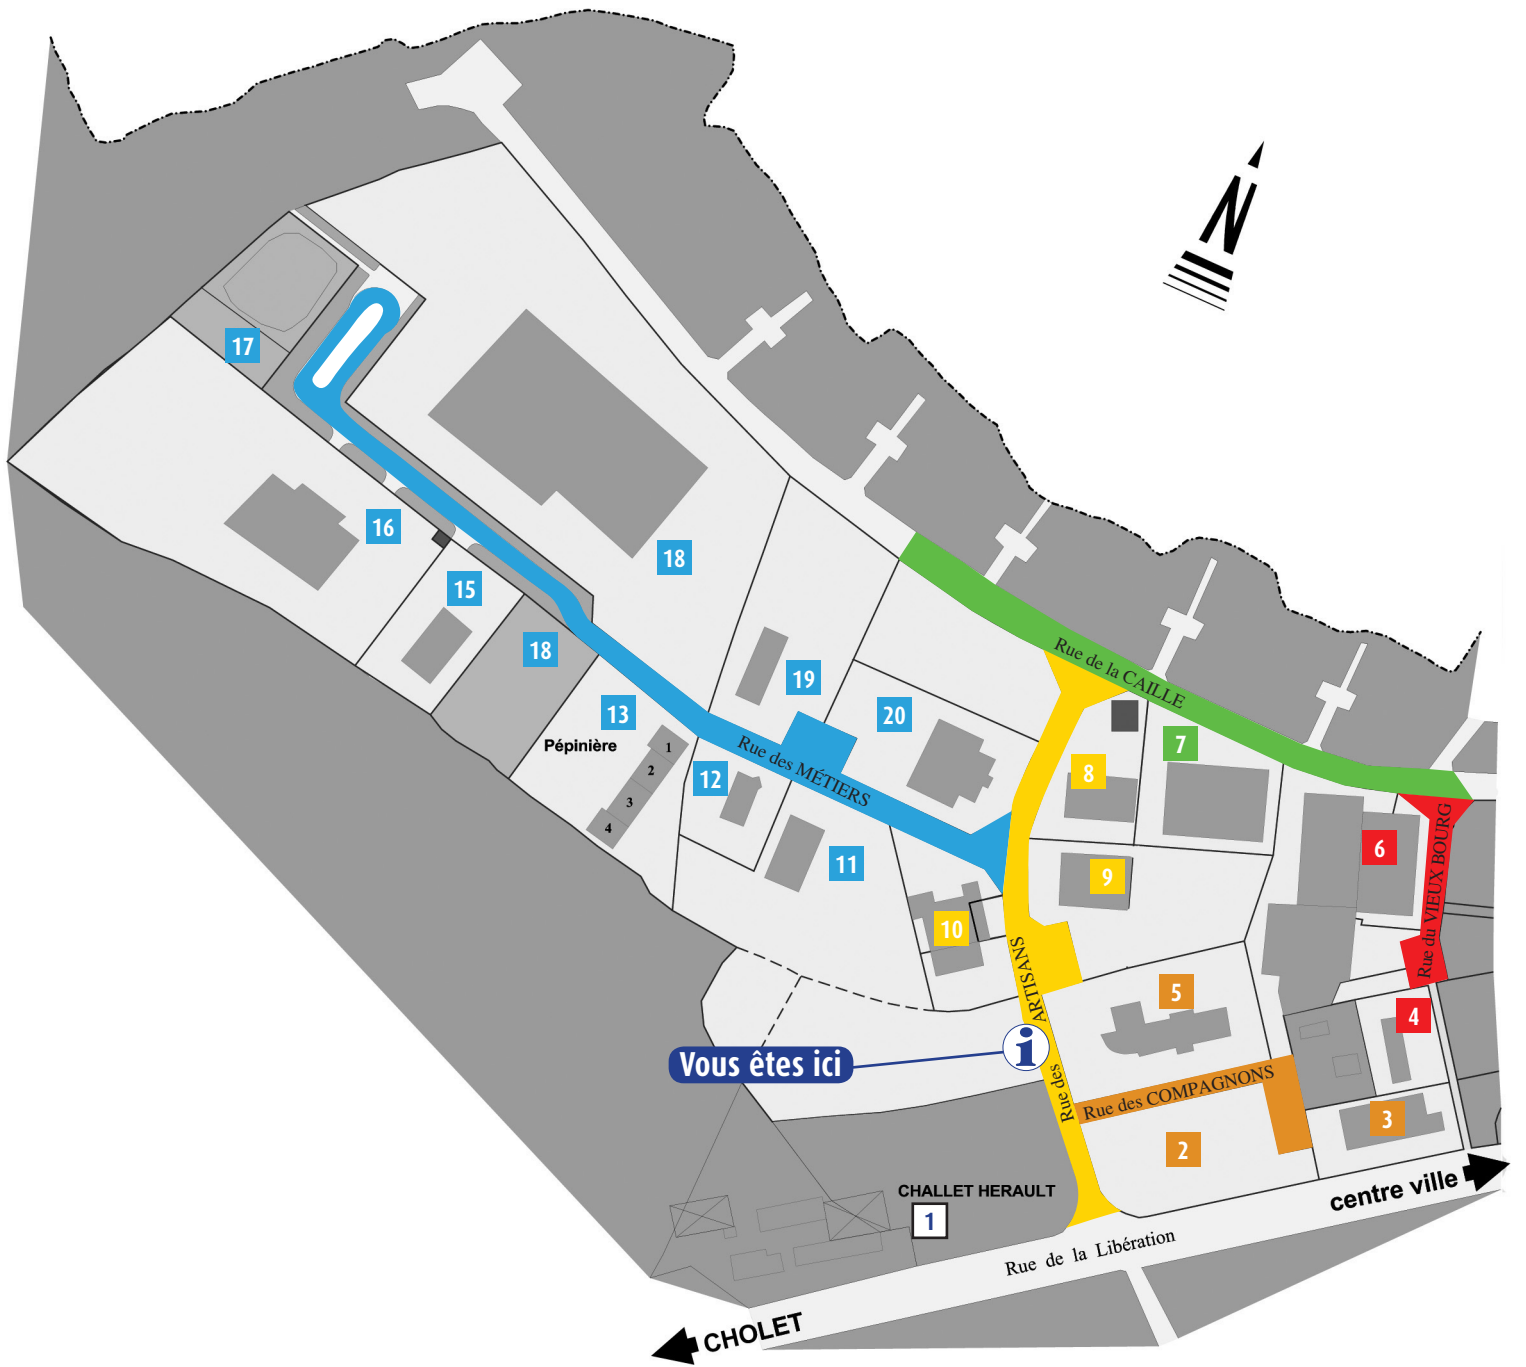 N
17
16
18
15
18
13
Pépinière
1
2
3
4
19
20
12
11
Rue des MÉTIERS
Rue de la CAILLE
7
8
9
10
6
Rue du VIEUX BOURG
4
5
3
2
Rue des ARTISANS
Rue des COMPAGNONS
i
Vous êtes ici
CHALLET HERAULT
1
centre ville
Rue de la Libération
CHOLET